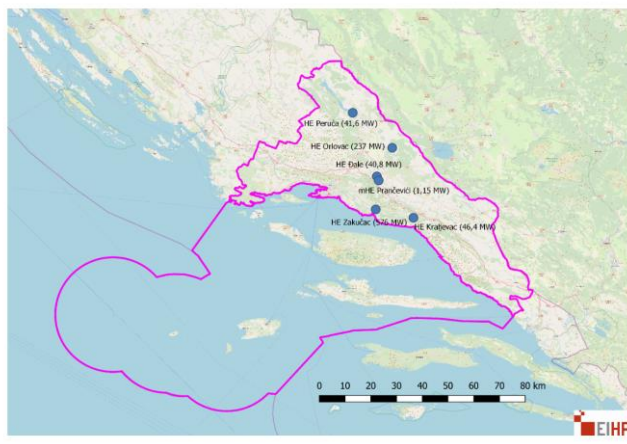 HE Peruća (41,6 MW)
HE Orlovac (237 MW)
HE Đale (40,8 MW)
mHE Prančevići (1,15 MW)
HE Zakučac (576 MW)
HE Kraljevac (46,4 MW)
0 10 20 30 40 50 60 70 80 km
EIHP